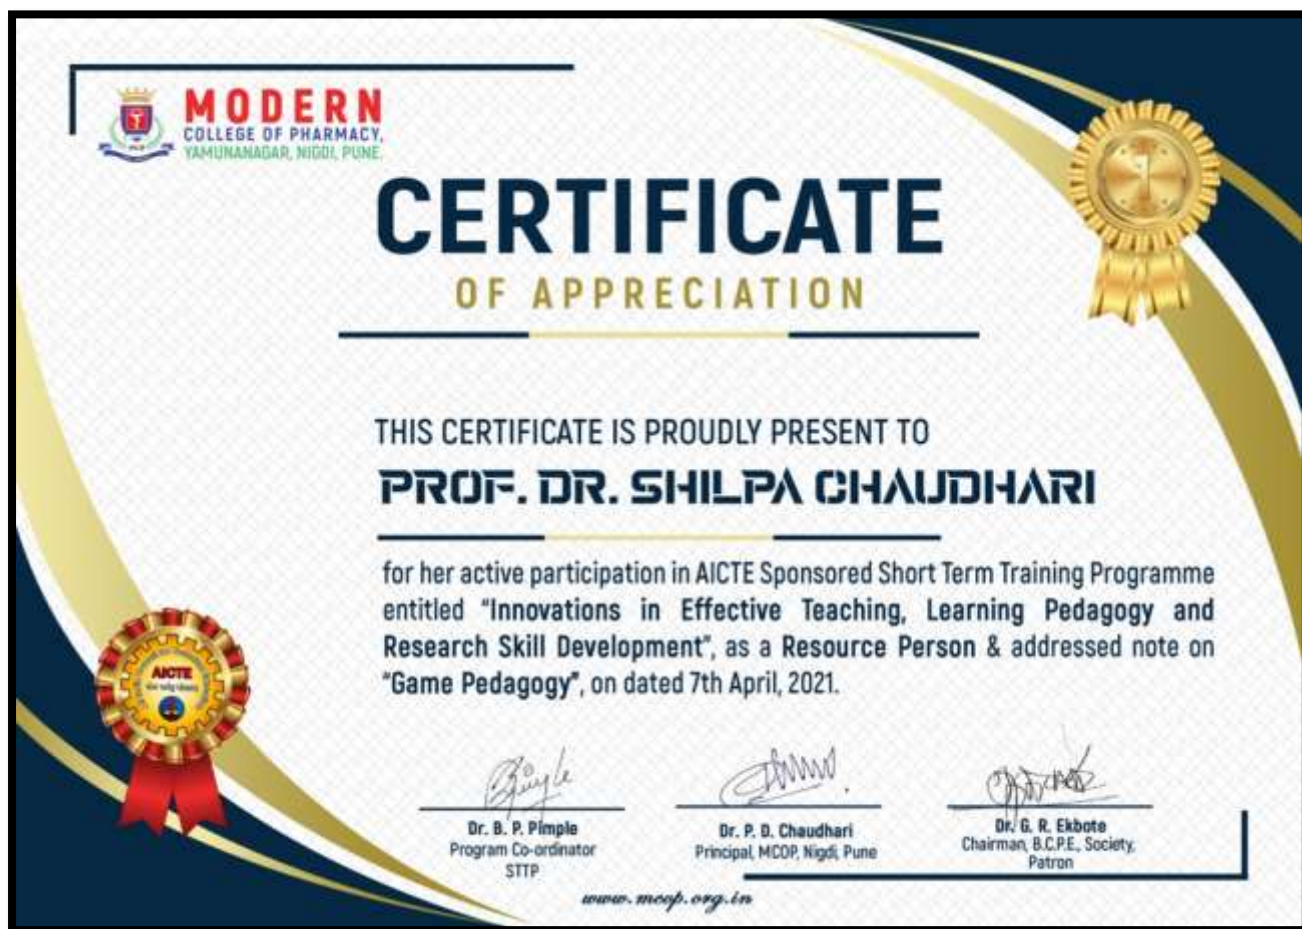 MODERN
COLLEGE OF PHARMACY,
YAMUNANAGAR, NIGDI, PUNE.
CERTIFICATE
OF APPRECIATION
THIS CERTIFICATE IS PROUDLY PRESENT TO
PROF. DR. SHILPA CHAUDHARI
for her active participation in AICTE Sponsored Short Term Training Programme
entitled “Innovations in Effective Teaching, Learning Pedagogy and
Research Skill Development”, as a Resource Person & addressed note on
“Game Pedagogy”, on dated 7th April, 2021.
AICTE
Dr. B. P. Pimple
Program Co-ordinator
STTP
Dr. P. D. Chaudhari
Principal, MCOP, Nigdi, Pune
Dr. G. R. Ekbote
Chairman, B.C.P.E., Society,
Patron
www.mcop.org.in